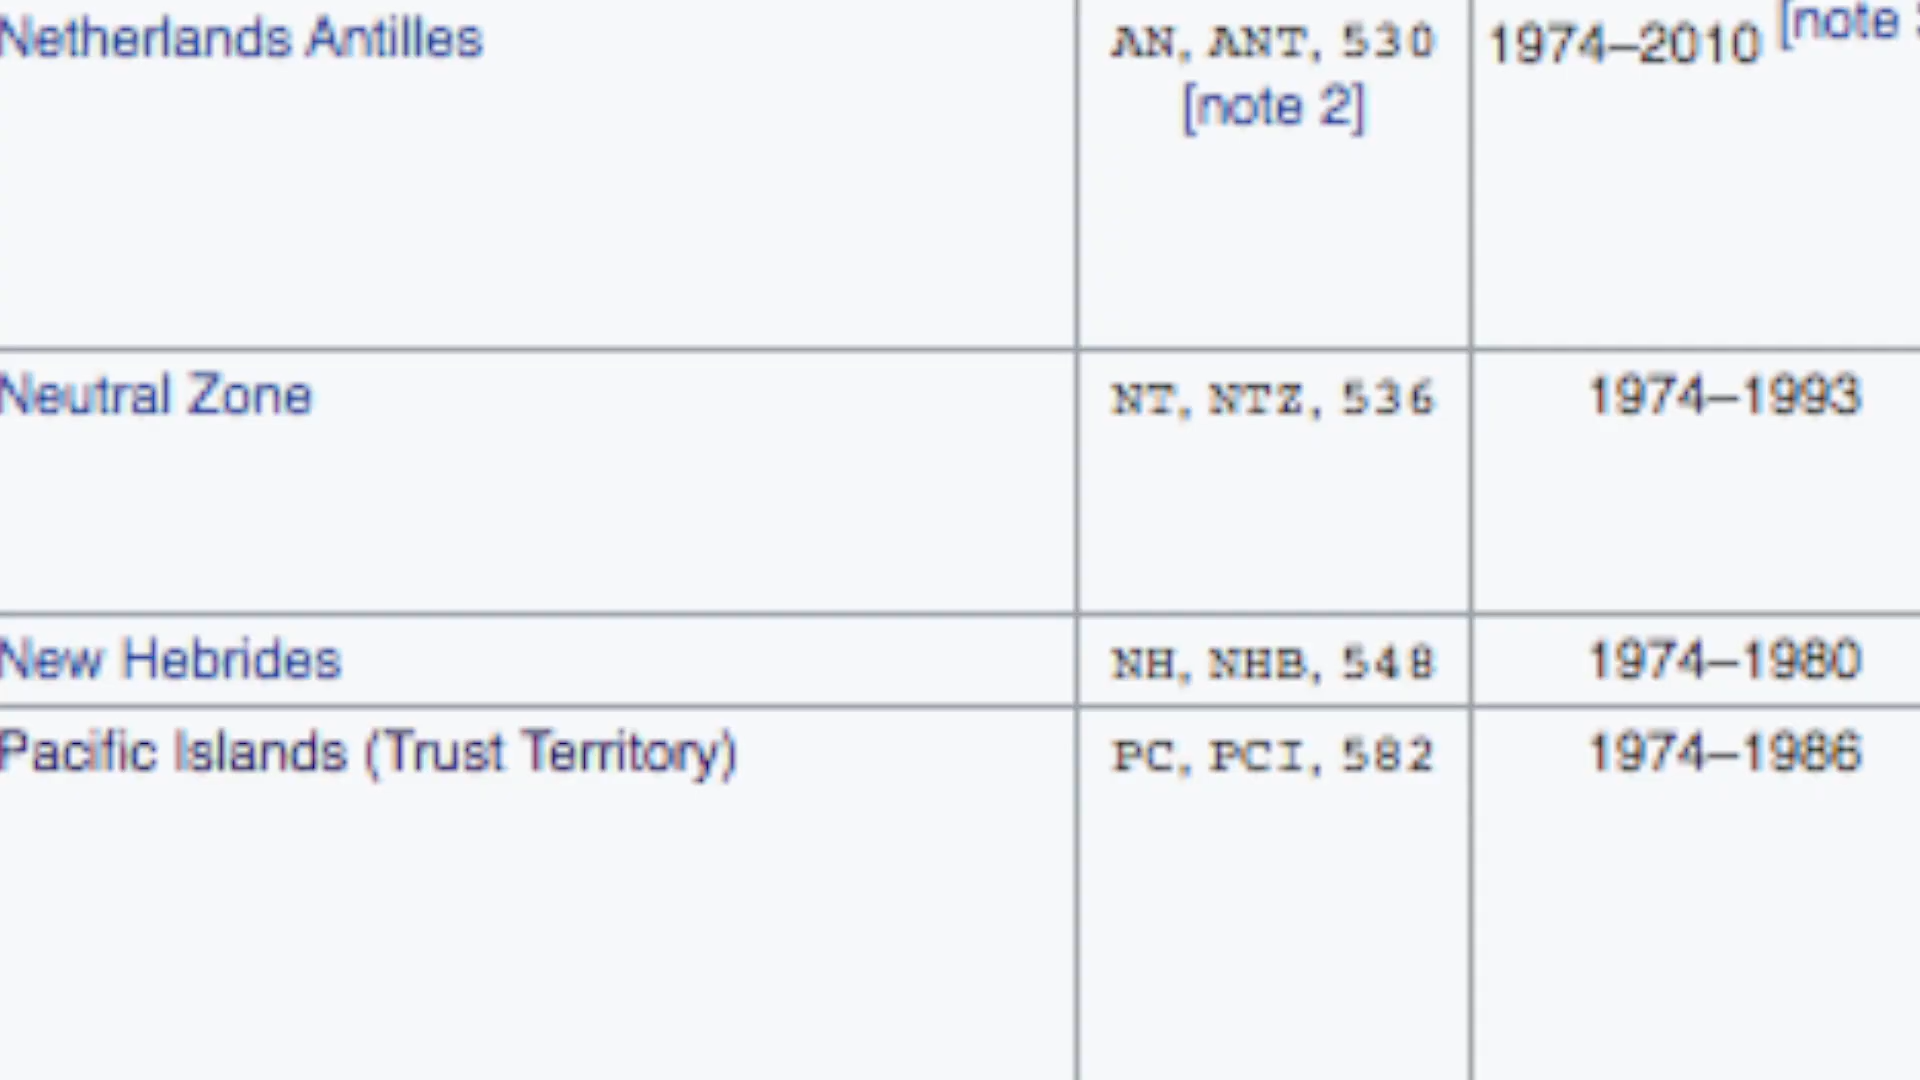 Netherlands Antilles AN, ANT, 530 1974–2010 [note
[note 2]
Neutral Zone NT, NTZ, 536 1974–1993
New Hebrides NH, NHB, 548 1974–1980
Pacific Islands (Trust Territory) PC, PCI, 582 1974–1986